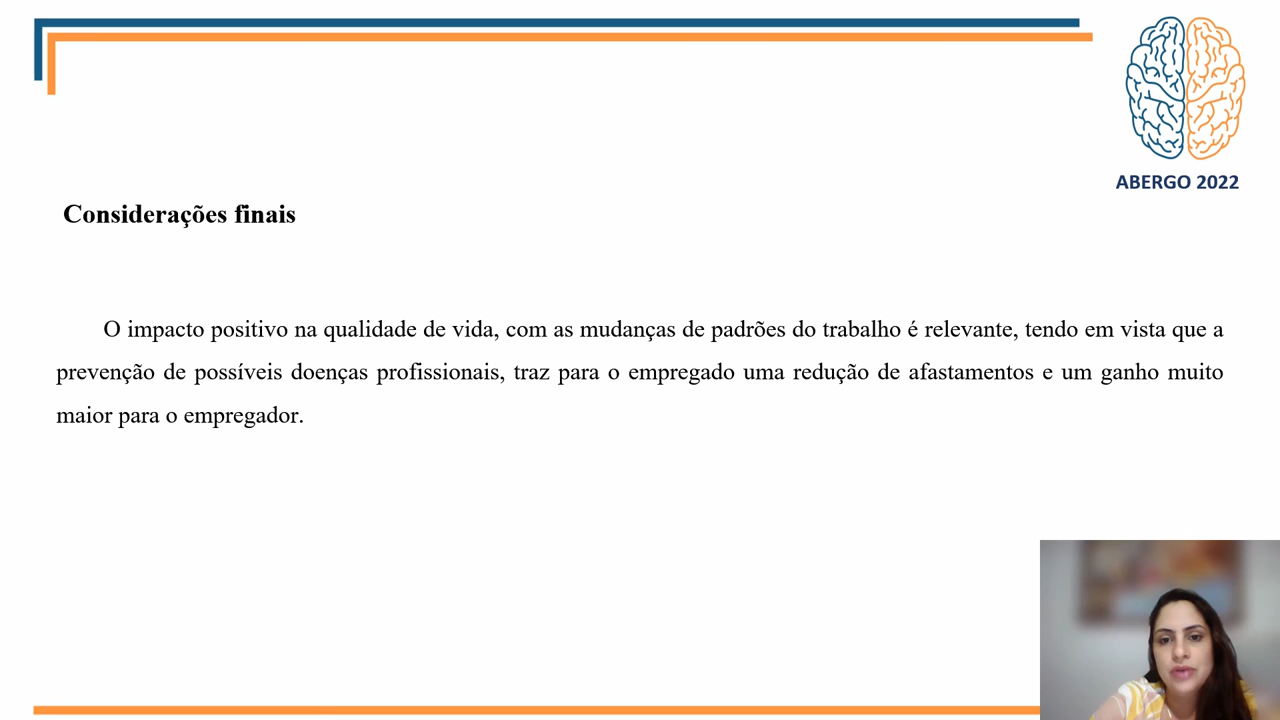 ABERGO 2022
Considerações finais
O impacto positivo na qualidade de vida, com as mudanças de padrões do trabalho é relevante, tendo em vista que a
prevenção de possíveis doenças profissionais, traz para o empregado uma redução de afastamentos e um ganho muito
maior para o empregador.